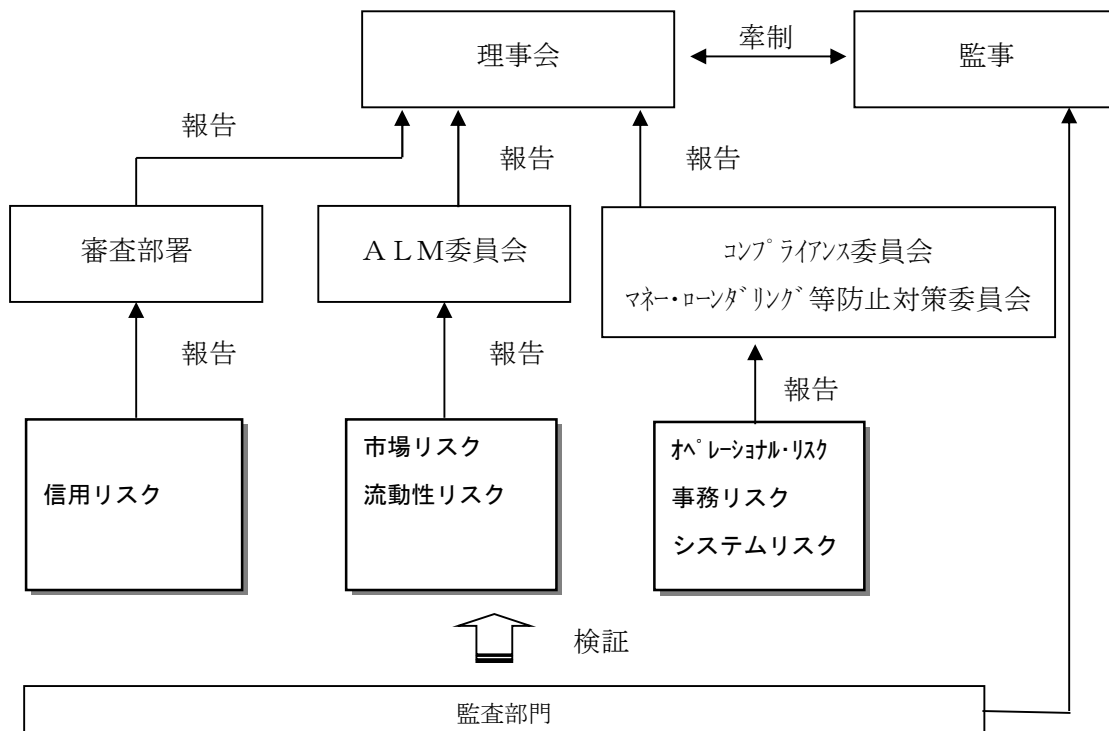 理事会
牽制
監事
報告
報告
報告
審査部署
ＡＬＭ委員会
ｺﾝﾌﾟﾗｲｱﾝｽ委員会
ﾏﾈｰ・ﾛｰﾝﾀﾞﾘﾝｸﾞ等防止対策委員会
報告
報告
報告
信用リスク
市場リスク
流動性リスク
ｵﾍﾟﾚｰｼｮﾅﾙ・ﾘｽｸ
事務リスク
システムリスク
検証
監査部門